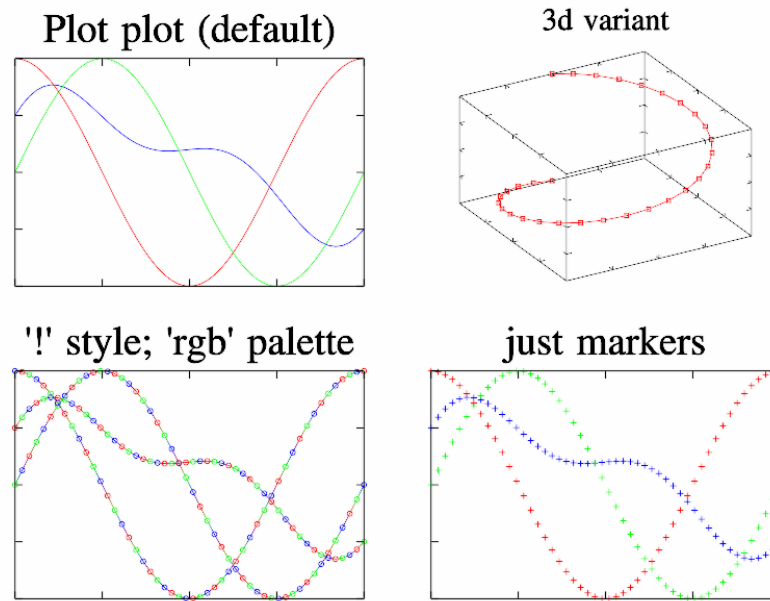 Plot plot (default)
3d variant
'!' style; 'rgb' palette
just markers